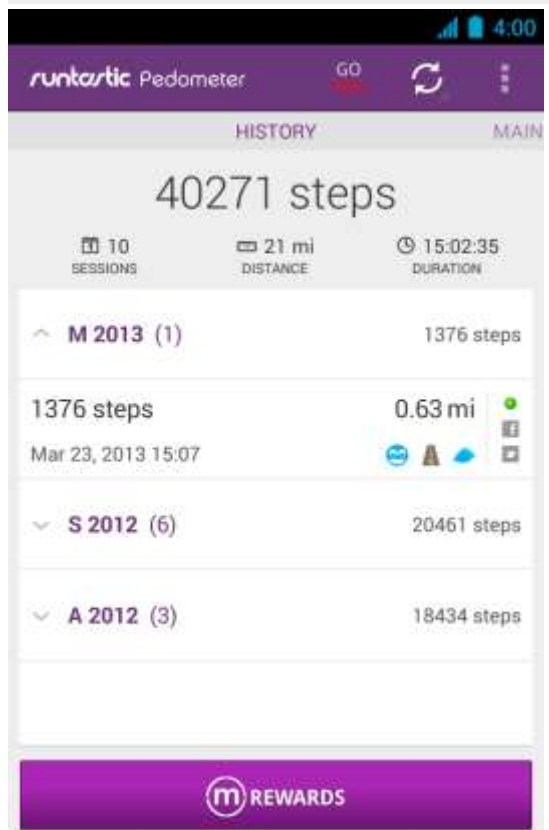 4:00
runtastic Pedometer GO
HISTORY MAIN
40271 steps
10 21 mi 15:02:35
SESSIONS DISTANCE DURATION
M 2013 (1) 1376 steps
1376 steps 0.63 mi
Mar 23, 2013 15:07
S 2012 (6) 20461 steps
A 2012 (3) 18434 steps
m REWARDS